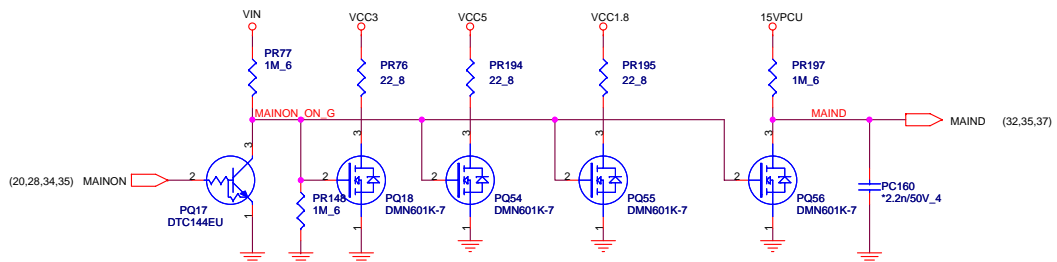 VIN VCC3 VCC5 VCC1.8 15VPCU
PR77 1M_6
PR76 22_8
PR194 22_8
PR195 22_8
PR197 1M_6
MAINON_ON_G
MAIND
MAIND (32,35,37)
3 3 3 3 3
(20,28,34,35) MAINON
2 2 2 2 2
PQ17 DTC144EU
PR148 1M_6
PQ18 DMN601K-7
PQ54 DMN601K-7
PQ55 DMN601K-7
PQ56 DMN601K-7
PC160 *2.2n/50V_4
1 1 1 1 1